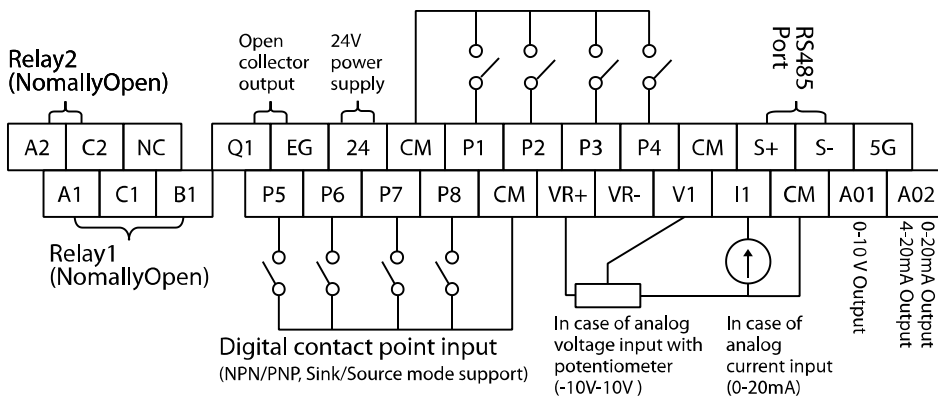 Relay2
(NomallyOpen)
Open
collector
output
24V
power
supply
RS485
Port
A2 C2 NC
Q1 EG 24 CM P1 P2 P3 P4 CM S+ S- 5G
A1 C1 B1
P5 P6 P7 P8 CM VR+ VR- V1 I1 CM A01 A02
Relay1
(NomallyOpen)
Digital contact point input
(NPN/PNP, Sink/Source mode support)
In case of analog
voltage input with
potentiometer
(-10V-10V )
In case of
analog
current input
(0-20mA)
0-10 V Output
0-20mA Output
4-20mA Output